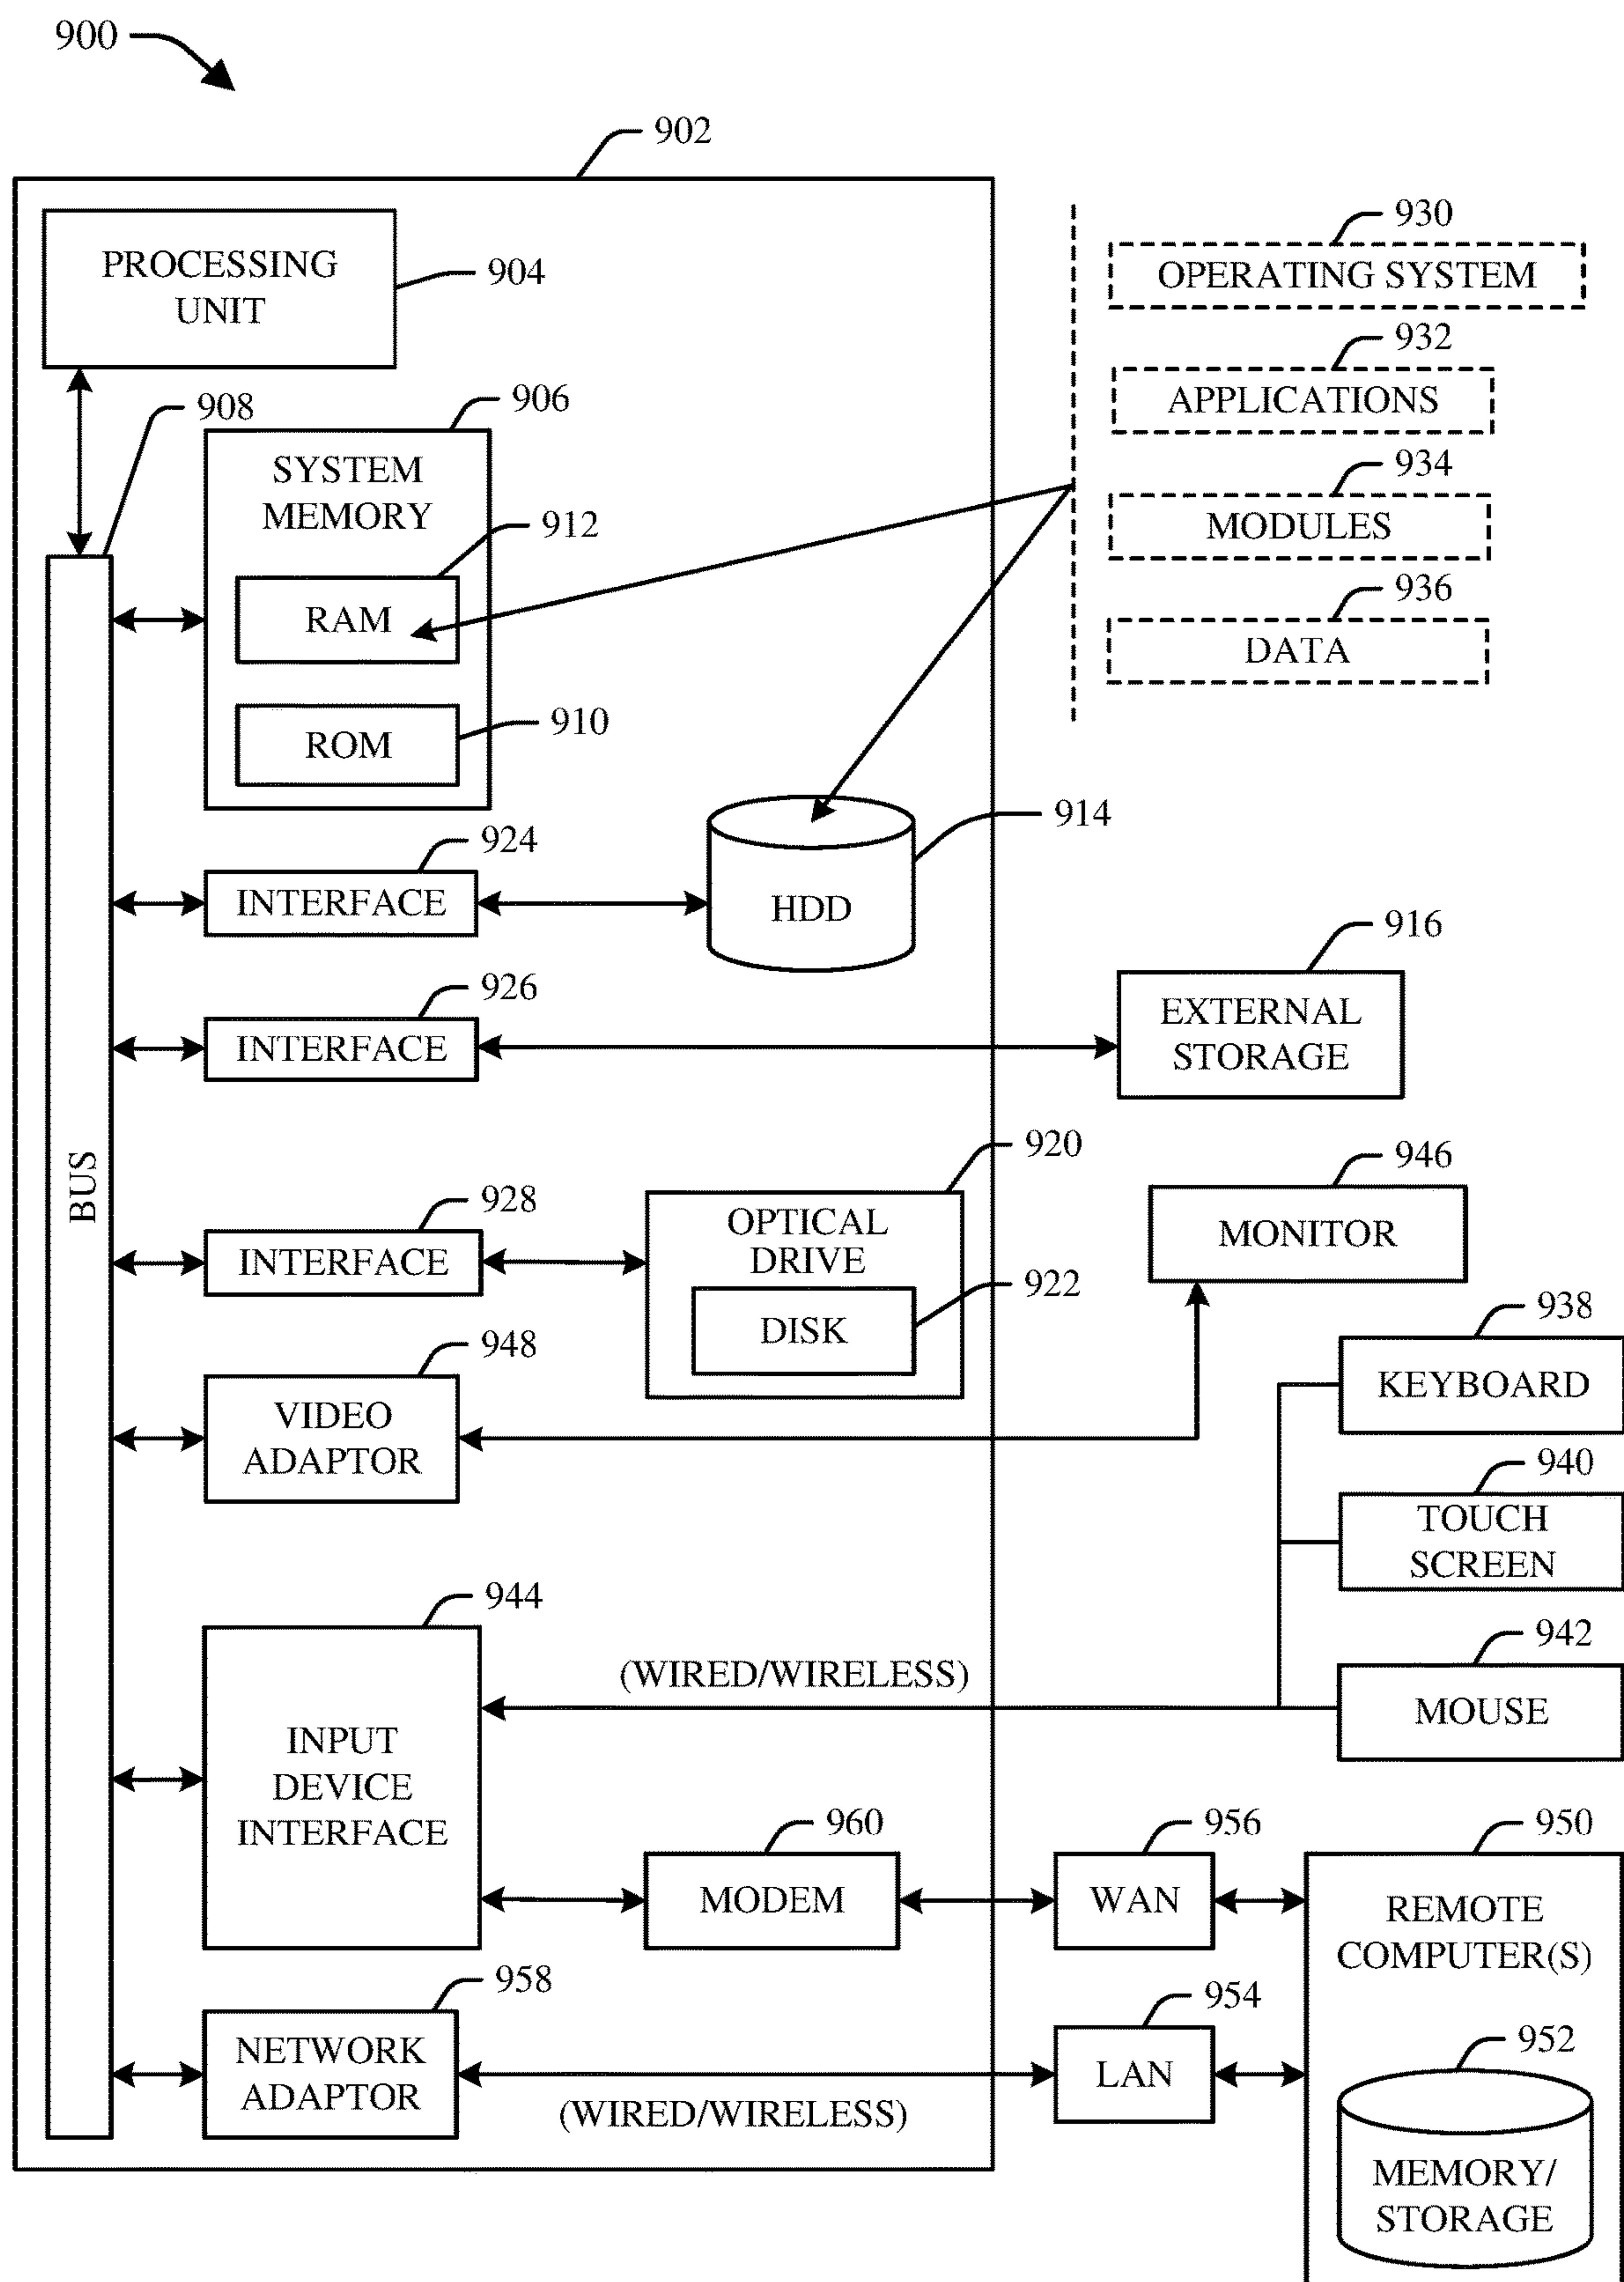 900
902
PROCESSING
UNIT
904
930
OPERATING SYSTEM
932
APPLICATIONS
934
MODULES
936
DATA
908
906
SYSTEM
MEMORY
912
RAM
910
ROM
924
INTERFACE
914
HDD
926
INTERFACE
916
EXTERNAL
STORAGE
BUS
928
INTERFACE
920
OPTICAL
DRIVE
922
DISK
946
MONITOR
948
VIDEO
ADAPTOR
938
KEYBOARD
940
TOUCH
SCREEN
942
MOUSE
944
INPUT
DEVICE
INTERFACE
(WIRED/WIRELESS)
960
MODEM
956
WAN
950
REMOTE
COMPUTER(S)
958
NETWORK
ADAPTOR
(WIRED/WIRELESS)
954
LAN
952
MEMORY/
STORAGE